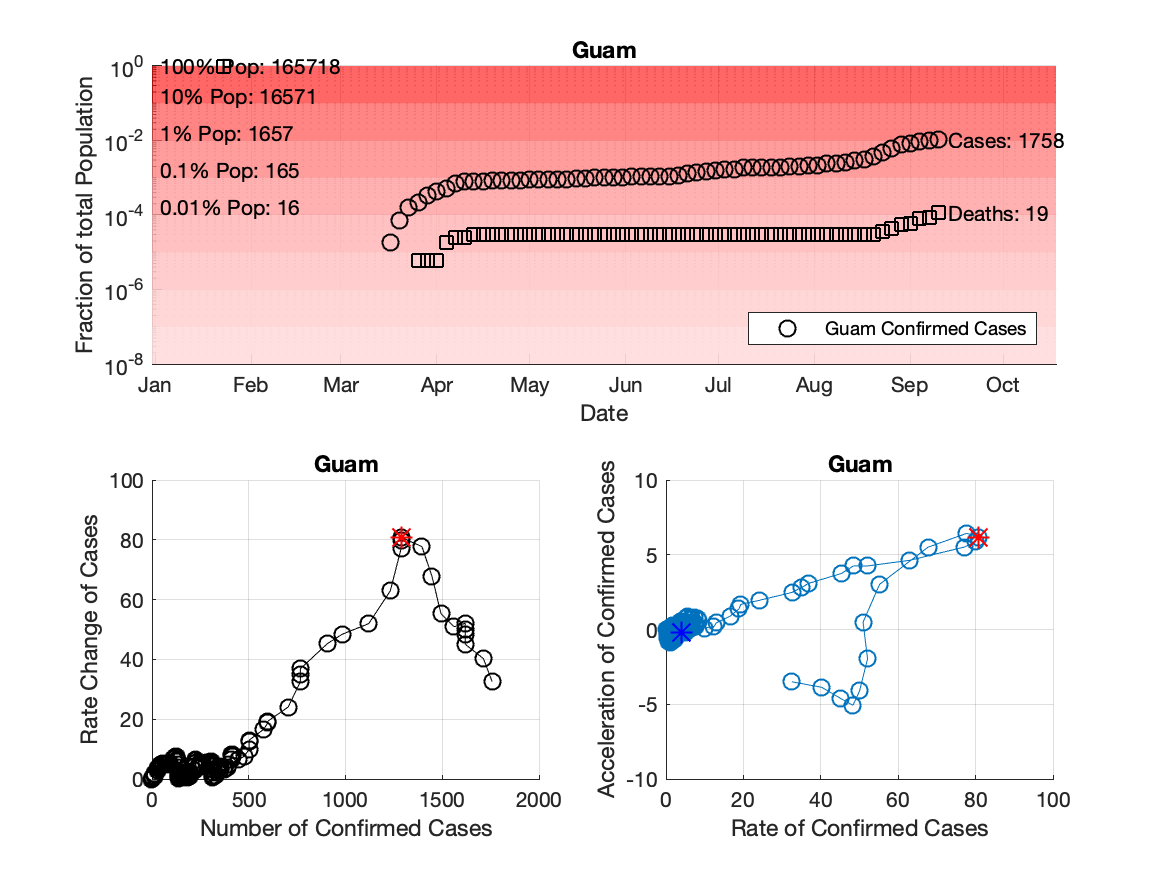 Guam
10^0
10^-2
10^-4
10^-6
10^-8
Fraction of total Population
100% Pop: 165718
10% Pop: 16571
1% Pop: 1657
0.1% Pop: 165
0.01% Pop: 16
Cases: 1758
Deaths: 19
Guam Confirmed Cases
Jan Feb Mar Apr May Jun Jul Aug Sep Oct
Date
Guam
100
80
60
40
20
0
Rate Change of Cases
0 500 1000 1500 2000
Number of Confirmed Cases
Guam
10
5
0
-5
-10
Acceleration of Confirmed Cases
0 20 40 60 80 100
Rate of Confirmed Cases